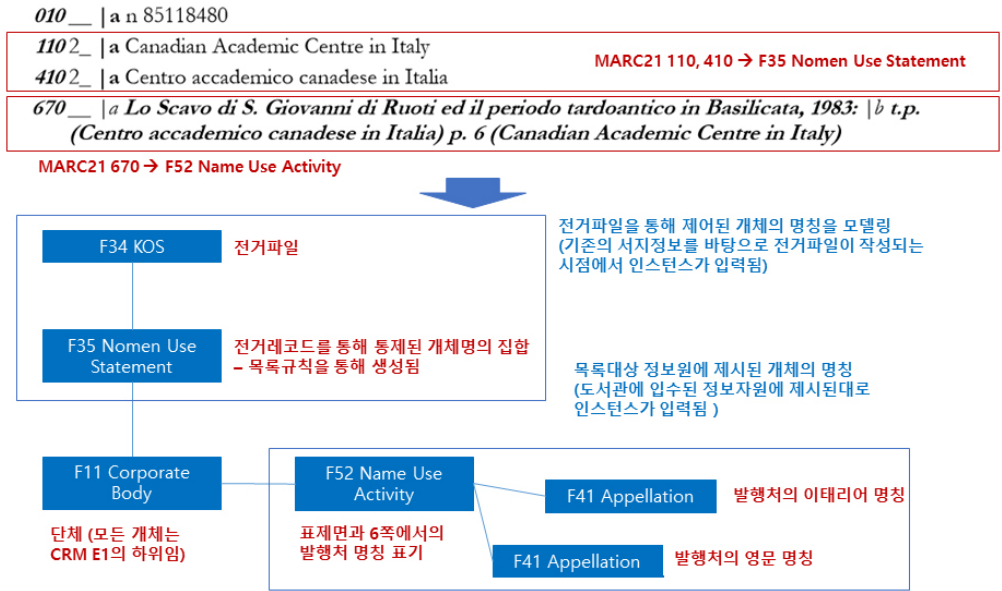 010 __ |a n 85118480
110 2_ |a Canadian Academic Centre in Italy
MARC21 110, 410 → F35 Nomen Use Statement
410 2_ |a Centro accademico canadese in Italia
670 __ |a Lo Scavo di S. Giovanni di Ruoti ed il periodo tardoantico in Basilicata, 1983: |b t.p.
(Centro accademico canadese in Italia) p. 6 (Canadian Academic Centre in Italy)
MARC21 670 → F52 Name Use Activity
전거파일을 통해 제어된 개체의 명칭을 모델링
(기존의 서지정보를 바탕으로 전거파일이 작성되는
시점에서 인스턴스가 입력됨)
F34 KOS
전거파일
F35 Nomen Use
Statement
전거레코드를 통해 통제된 개체명의 집합
– 목록규칙을 통해 생성됨
목록대상 정보원에 제시된 개체의 명칭
(도서관에 입수된 정보자원에 제시된대로
인스턴스가 입력됨 )
F11 Corporate
Body
단체 (모든 개체는
CRM E1의 하위임)
F52 Name Use
Activity
표제면과 6쪽에서의
발행처 명칭 표기
F41 Appellation
발행처의 이태리어 명칭
F41 Appellation
발행처의 영문 명칭